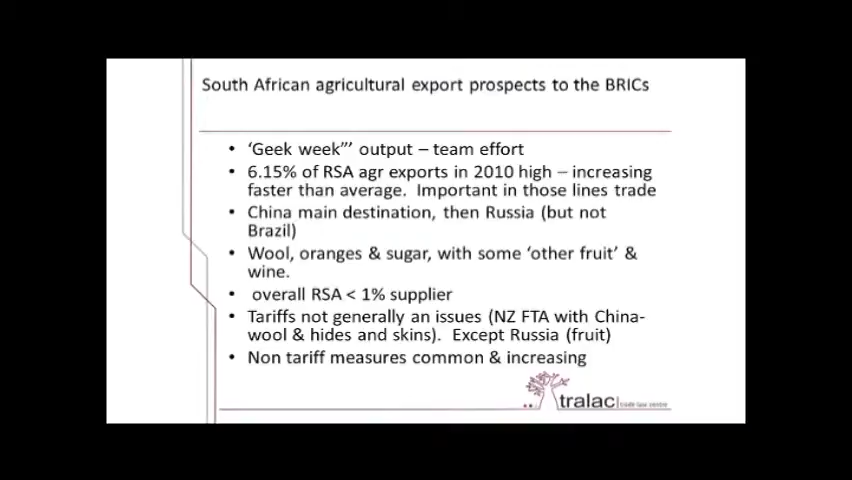 South African agricultural export prospects to the BRICs
• ‘Geek week”’ output – team effort
• 6.15% of RSA agr exports in 2010 high – increasing
faster than average. Important in those lines trade
• China main destination, then Russia (but not
Brazil)
• Wool, oranges & sugar, with some ‘other fruit’ &
wine.
• overall RSA < 1% supplier
• Tariffs not generally an issues (NZ FTA with China-
wool & hides and skins). Except Russia (fruit)
• Non tariff measures common & increasing
tralac trade law centre